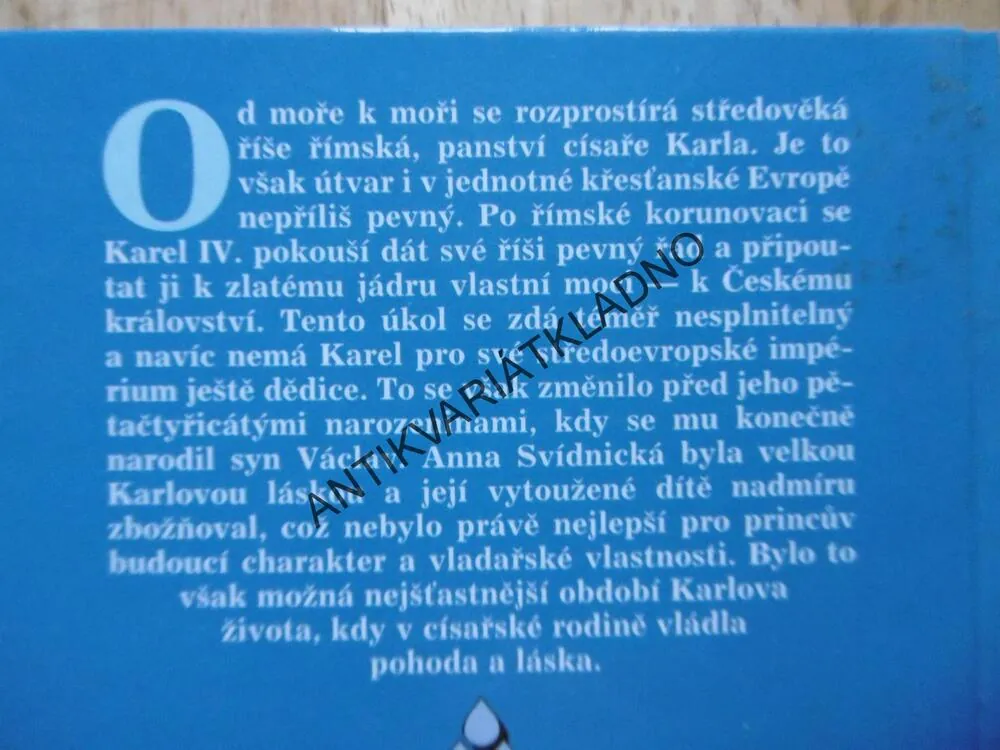 Od moře k moři se rozprostírá středověká
říše římská, panství císaře Karla. Je to
však útvar i v jednotné křesťanské Evropě
nepříliš pevný. Po římské korunovaci se
Karel IV. pokouší dát své říši pevný řád a připou-
tat ji k zlatému jádru vlastní moci – k Českému
království. Tento úkol se zdá téměř nesplnitelný
a navíc nemá Karel pro své středoevropské impé-
rium ještě dědice. To se však změnilo před jeho pě-
tačtyřicátými narozeninami, kdy se mu konečně
narodil syn Václav. Anna Svídnická byla velkou
Karlovou láskou a její vytoužené dítě nadmíru
zbožňoval, což nebylo právě nejlepší pro princův
budoucí charakter a vladařské vlastnosti. Bylo to
však možná nejšťastnější období Karlova
života, kdy v císařské rodině vládla
pohoda a láska.
ANTIKVARIÁTKLADNO